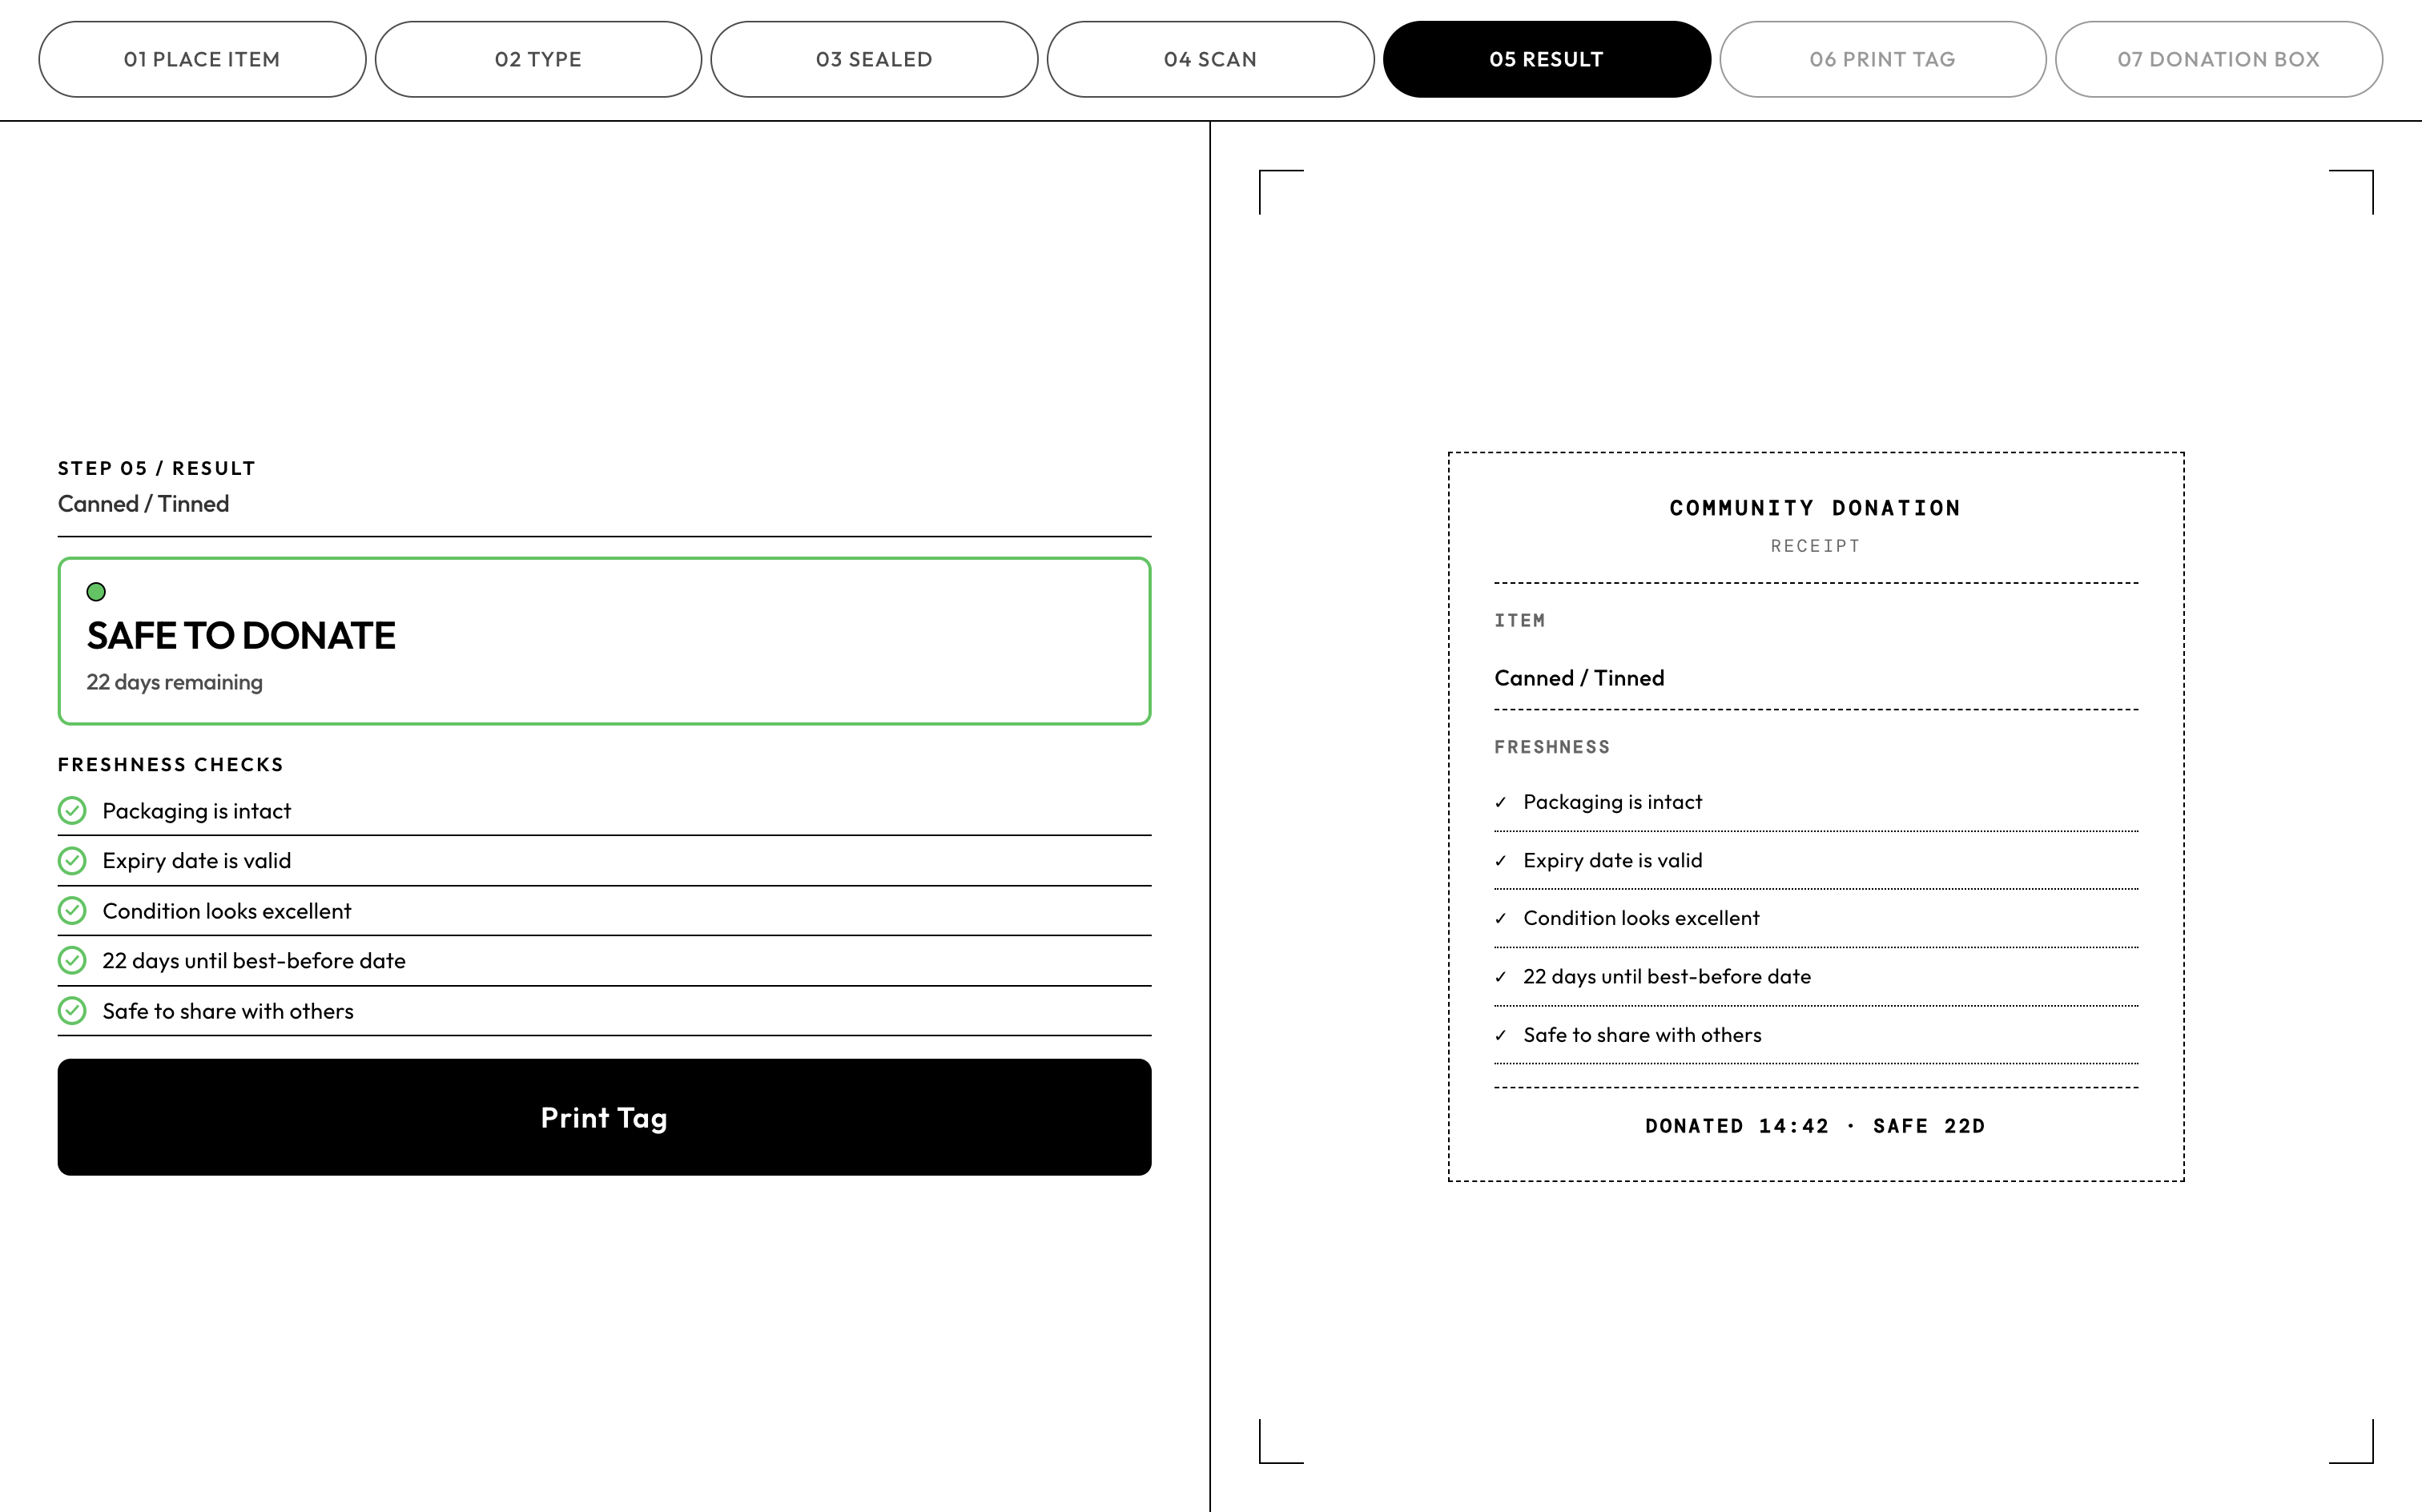 01 PLACE ITEM
02 TYPE
03 SEALED
04 SCAN
05 RESULT
06 PRINT TAG
07 DONATION BOX
STEP 05 / RESULT
Canned / Tinned
SAFE TO DONATE
22 days remaining
FRESHNESS CHECKS
Packaging is intact
Expiry date is valid
Condition looks excellent
22 days until best-before date
Safe to share with others
Print Tag
COMMUNITY DONATION
RECEIPT
ITEM
Canned / Tinned
FRESHNESS
✓ Packaging is intact
✓ Expiry date is valid
✓ Condition looks excellent
✓ 22 days until best-before date
✓ Safe to share with others
DONATED 14:42 · SAFE 22D